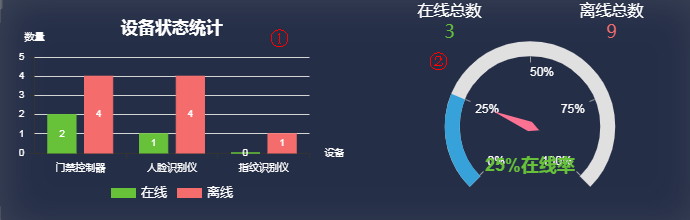 设备状态统计
①
数量
5
4
3
2
1
0
2
4
1
4
0
1
门禁控制器
人脸识别仪
指纹识别仪
设备
在线
离线
在线总数
3
离线总数
9
②
0%
25%
50%
75%
100%
25%在线率